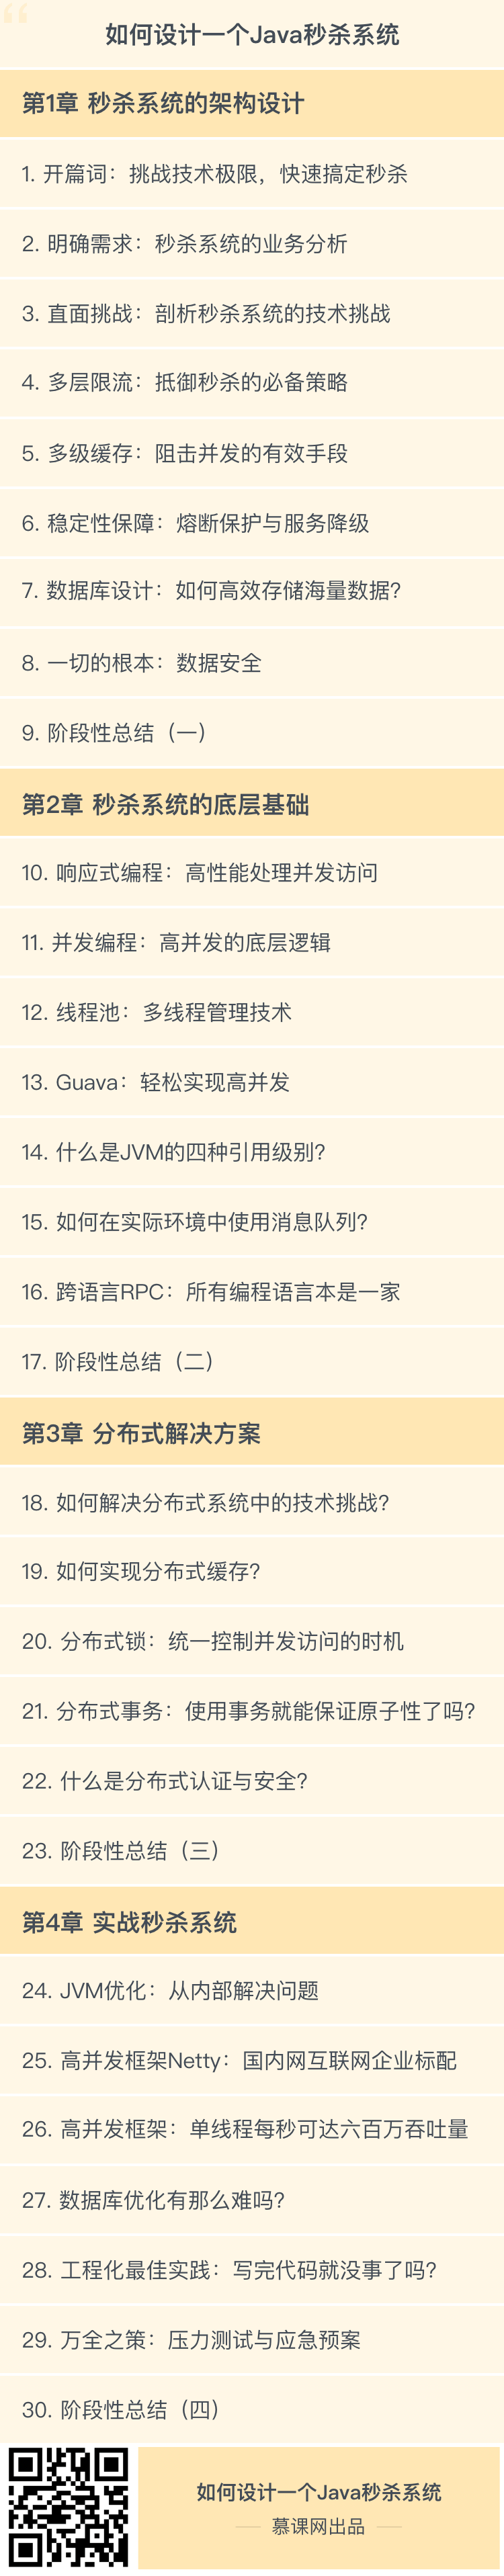 如何设计一个Java秒杀系统
第1章 秒杀系统的架构设计
1. 开篇词：挑战技术极限，快速搞定秒杀
2. 明确需求：秒杀系统的业务分析
3. 直面挑战：剖析秒杀系统的技术挑战
4. 多层限流：抵御秒杀的必备策略
5. 多级缓存：阻击并发的有效手段
6. 稳定性保障：熔断保护与服务降级
7. 数据库设计：如何高效存储海量数据?
8. 一切的根本：数据安全
9. 阶段性总结（一）
第2章 秒杀系统的底层基础
10. 响应式编程：高性能处理并发访问
11. 并发编程：高并发的底层逻辑
12. 线程池：多线程管理技术
13. Guava：轻松实现高并发
14. 什么是JVM的四种引用级别?
15. 如何在实际环境中使用消息队列?
16. 跨语言RPC：所有编程语言本是一家
17. 阶段性总结（二）
第3章 分布式解决方案
18. 如何解决分布式系统中的技术挑战?
19. 如何实现分布式缓存?
20. 分布式锁：统一控制并发访问的时机
21. 分布式事务：使用事务就能保证原子性了吗?
22. 什么是分布式认证与安全?
23. 阶段性总结（三）
第4章 实战秒杀系统
24. JVM优化：从内部解决问题
25. 高并发框架Netty：国内网互联网企业标配
26. 高并发框架：单线程每秒可达六百万吞吐量
27. 数据库优化有那么难吗?
28. 工程化最佳实践：写完代码就没事了吗?
29. 万全之策：压力测试与应急预案
30. 阶段性总结（四）
如何设计一个Java秒杀系统
慕课网出品